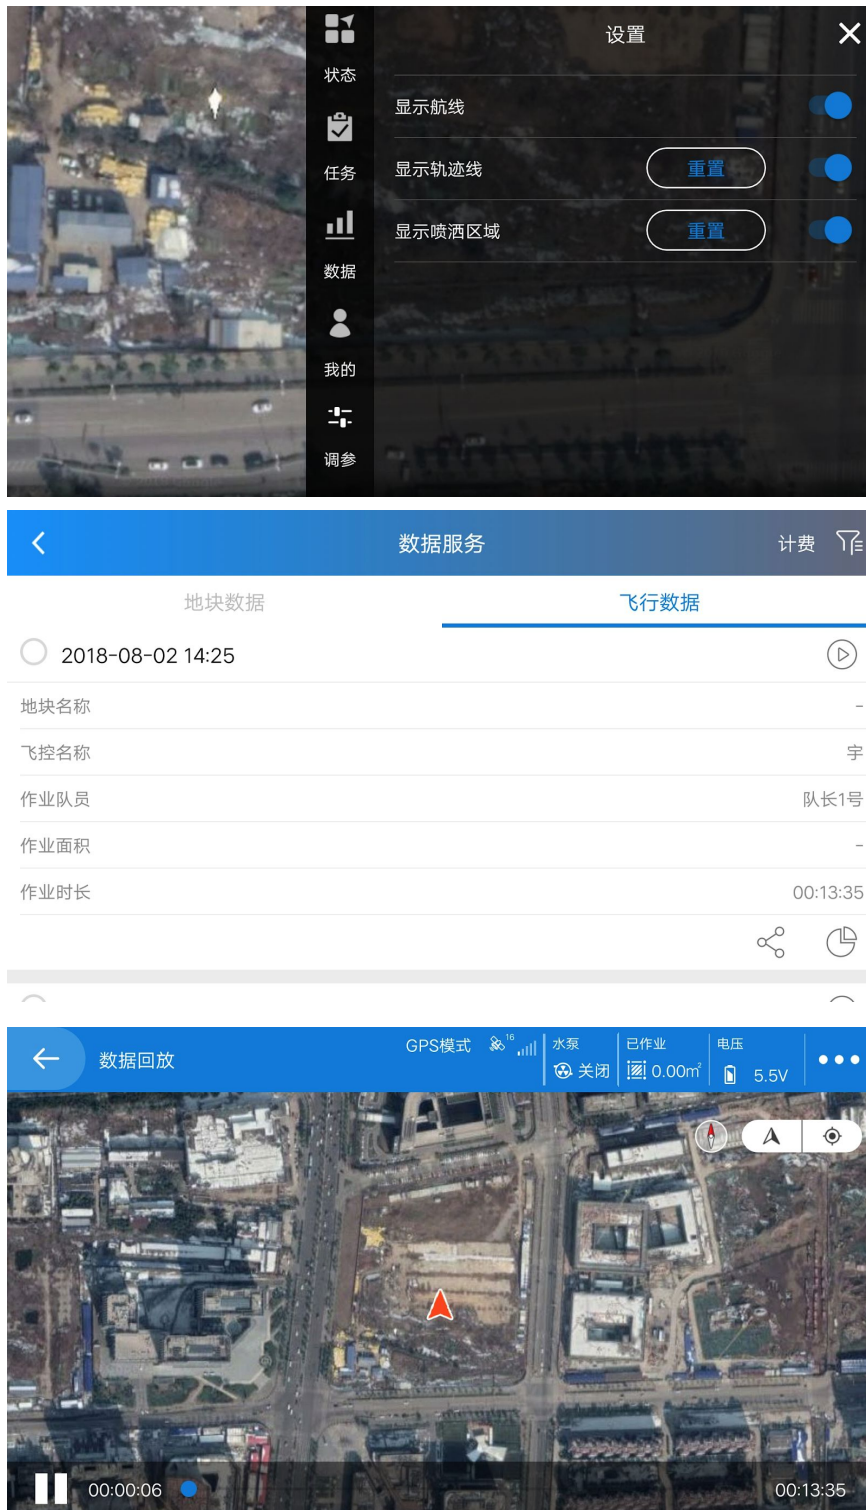 设置
状态
显示航线
任务
显示轨迹线 重置
显示喷洒区域 重置
数据
我的
调参
数据服务 计费
地块数据 飞行数据
2018-08-02 14:25
地块名称 -
飞控名称 宇
作业队员 队长1号
作业面积 -
作业时长 00:13:35
数据回放 GPS模式 16 水泵 关闭 已作业 0.00㎡ 电压 5.5V
00:00:06 00:13:35